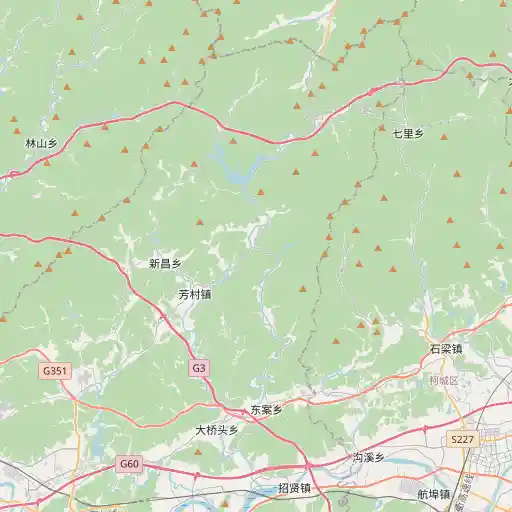 七里乡
林山乡
新昌乡
芳村镇
石梁镇
G3
G351
柯城区
东案乡
大桥头乡
S227
沟溪乡
G60
招贤镇
航埠镇